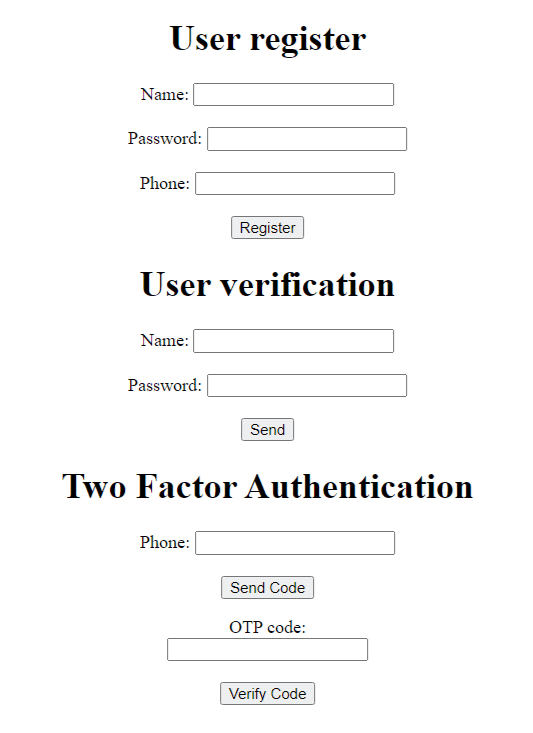 User register
Name:
Password:
Phone:
Register
User verification
Name:
Password:
Send
Two Factor Authentication
Phone:
Send Code
OTP code:
Verify Code